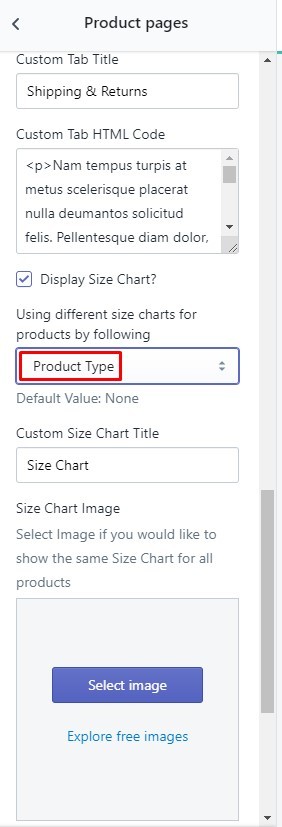 Product pages
Custom Tab Title
Shipping & Returns
Custom Tab HTML Code
<p>Nam tempus turpis at
metus scelerisque placerat
nulla deumantos solicitud
felis. Pellentesque diam dolor,
Display Size Chart?
Using different size charts for
products by following
Product Type
Default Value: None
Custom Size Chart Title
Size Chart
Size Chart Image
Select Image if you would like to
show the same Size Chart for all
products
Select image
Explore free images